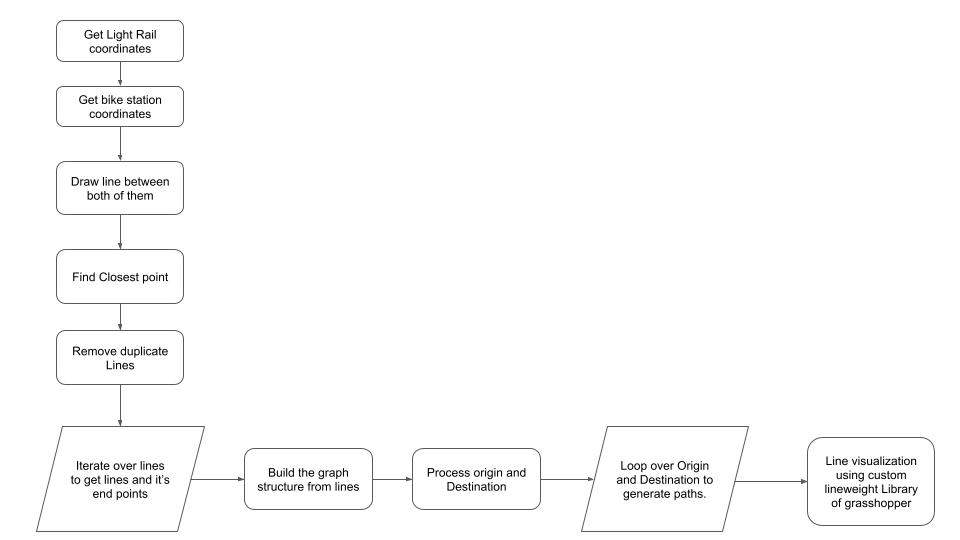 Get Light Rail
coordinates
Get bike station
coordinates
Draw line between
both of them
Find Closest point
Remove duplicate
Lines
Iterate over lines
to get lines and it's
end points
Build the graph
structure from lines
Process origin and
Destination
Loop over Origin
and Destination to
generate paths.
Line visualization
using custom
lineweight Library
of grasshopper